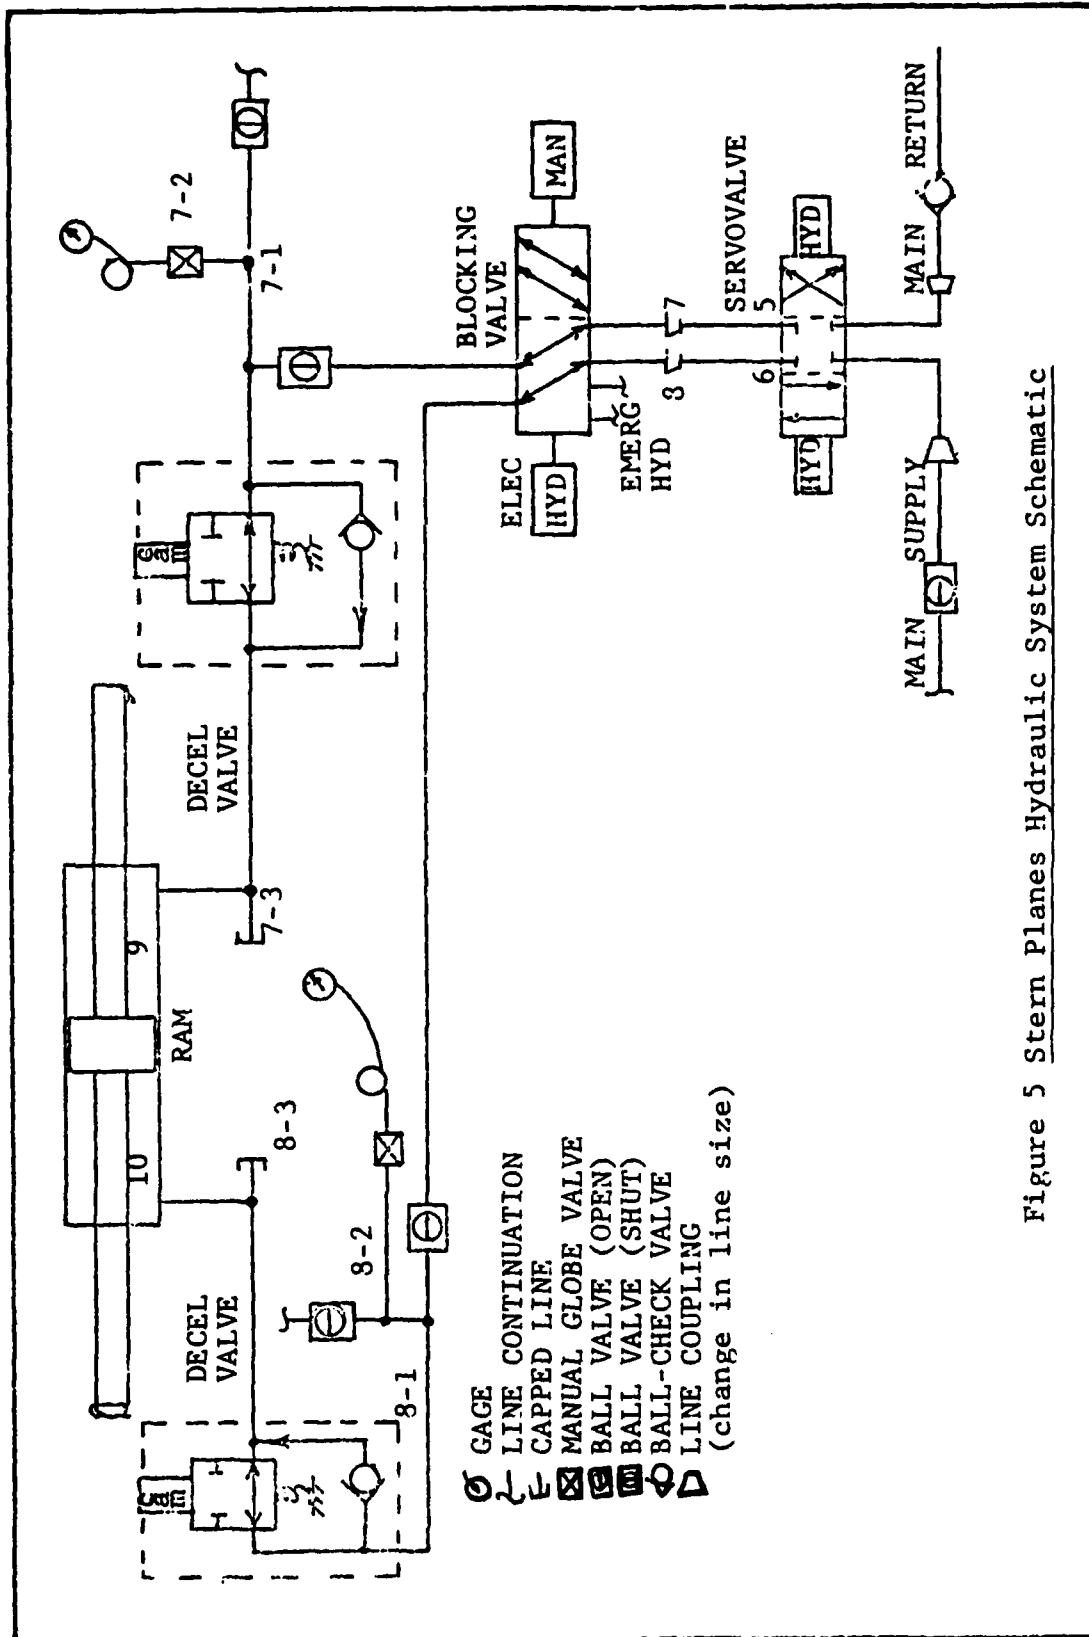 10
9
RAM
Cam
DECEL
VALVE
8-3
7-3
DECEL
VALVE
Cam
7-2
7-1
8-1
8-2
GAGE
LINE CONTINUATION
CAPPED LINE
MANUAL GLOBE VALVE
BALL VALVE (OPEN)
BALL VALVE (SHUT)
BALL-CHECK VALVE
LINE COUPLING
(change in line size)
BLOCKING
VALVE
ELEC
HYD
MAN
EMERG
HYD
3
7
SERVOVALVE
6
5
HYD
HYD
MAIN SUPPLY
MAIN RETURN
Figure 5 Stern Planes Hydraulic System Schematic